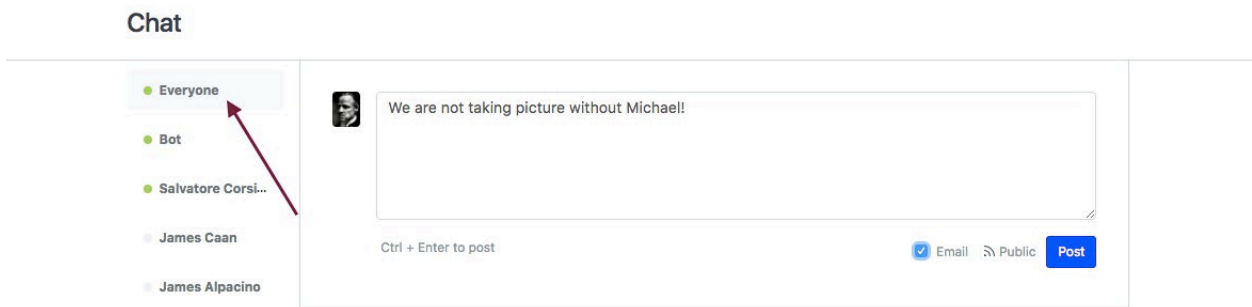 Chat
Everyone
Bot
Salvatore Corsi...
James Caan
James Alpacino
We are not taking picture without Michael!
Ctrl + Enter to post
Email Public Post